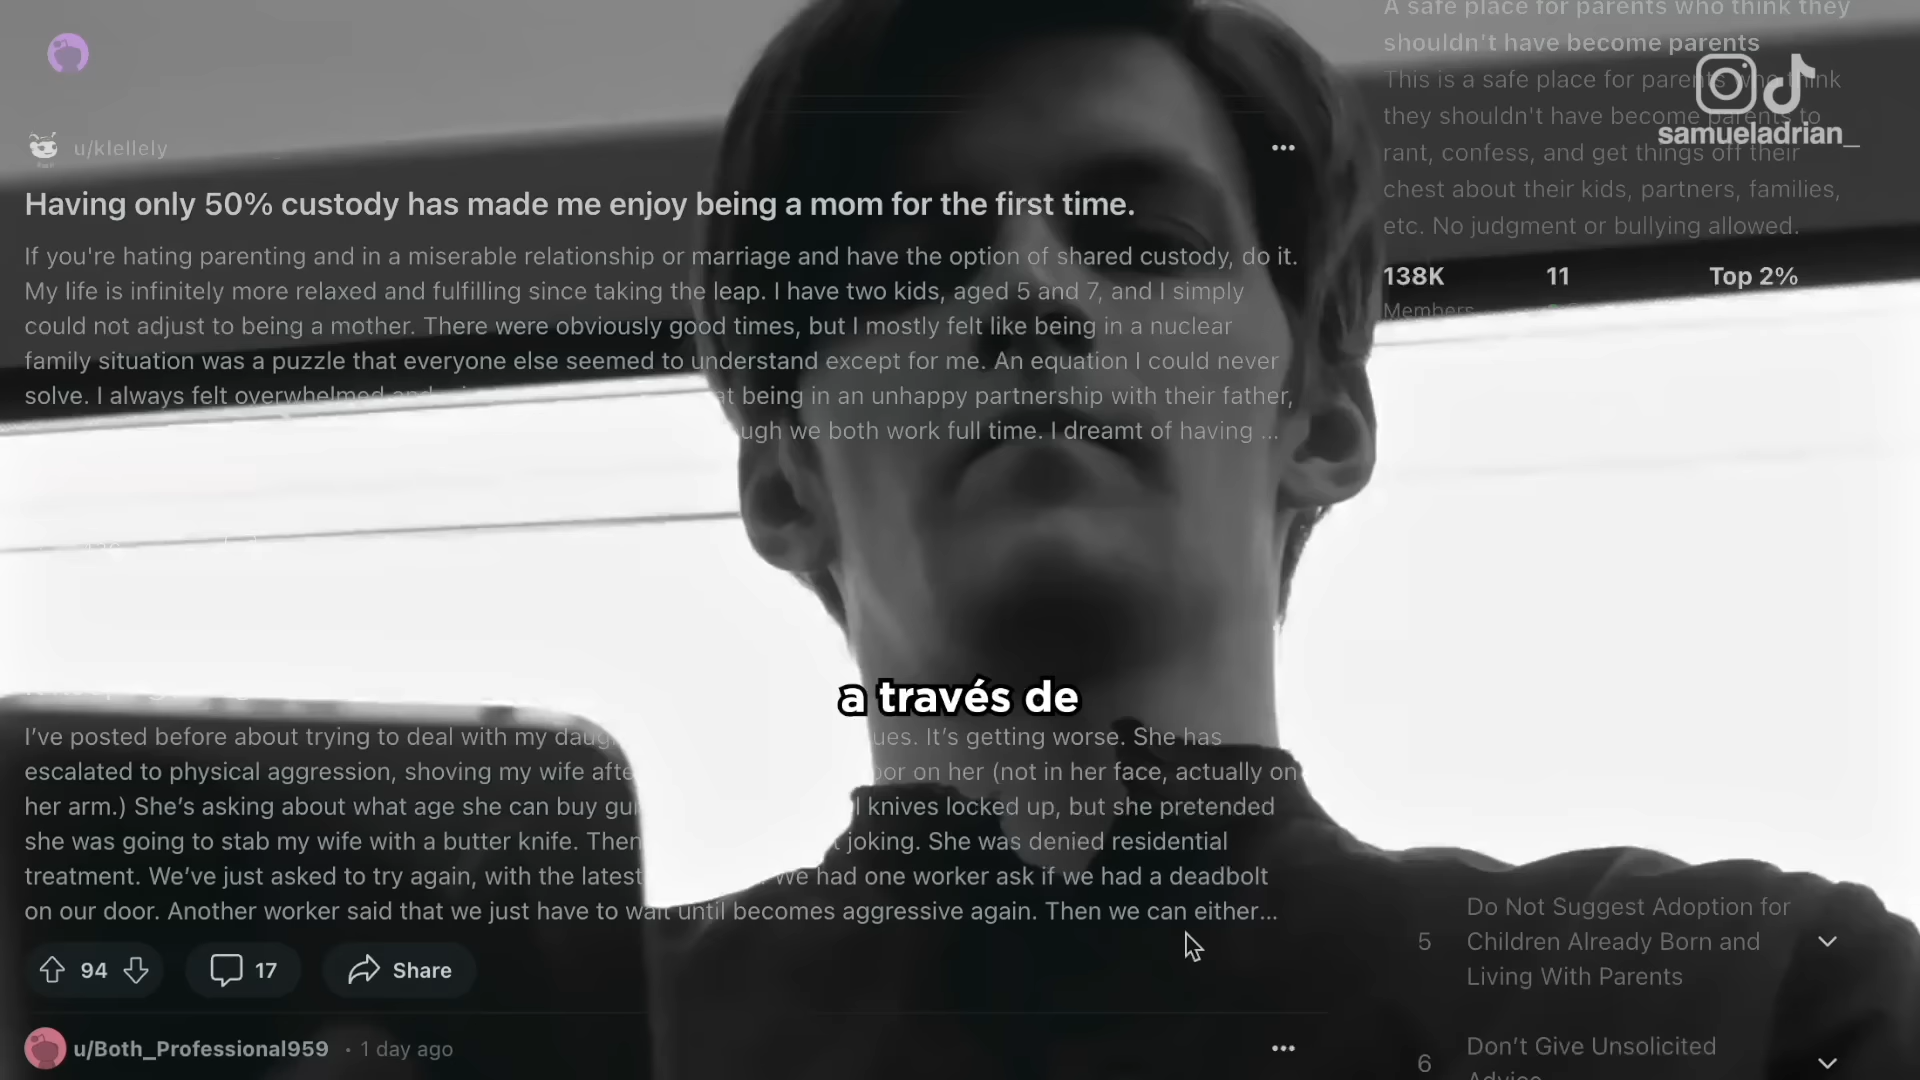 u/klellely
Having only 50% custody has made me enjoy being a mom for the first time.
If you're hating parenting and in a miserable relationship or marriage and have the option of shared custody, do it.
My life is infinitely more relaxed and fulfilling since taking the leap. I have two kids, aged 5 and 7, and I simply
could not adjust to being a mother. There were obviously good times, but I mostly felt like being in a nuclear
family situation was a puzzle that everyone else seemed to understand except for me. An equation I could never
solve. I always felt overwhelmed being in an unhappy partnership with their father,
we both work full time. I dreamt of having ...
a través de
I've posted before about trying to deal with my It's getting worse. She has
escalated to physical aggression, shoving my wife on her (not in her face, actually on
her arm.) She's asking about what age she can buy knives locked up, but she pretended
she was going to stab my wife with a butter knife. Then joking. She was denied residential
treatment. We've just asked to try again, with the latest We had one worker ask if we had a deadbolt
on our door. Another worker said that we just have to wait until becomes aggressive again. Then we can either...
94 17 Share
u/Both_Professional959 • 1 day ago
A safe place for parents who think they
shouldn't have become parents
This is a safe place for parents who think
they shouldn't have become parents to
rant, confess, and get things off their
chest about their kids, partners, families,
etc. No judgment or bullying allowed.
138K 11 Top 2%
Members
samueladrian_
Do Not Suggest Adoption for
5 Children Already Born and
Living With Parents
6 Don't Give Unsolicited
Advice